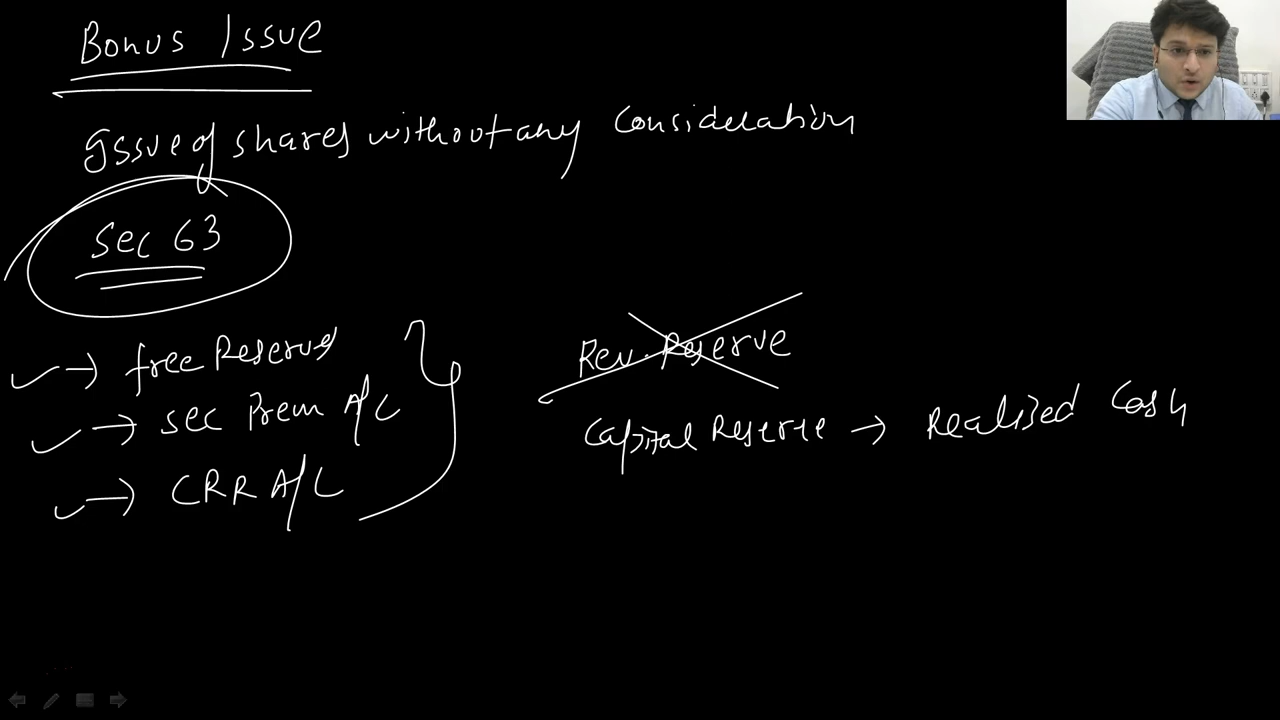 Bonus Issue
Issue of shares without any Consideration
Sec 63
→ free Reserves
→ Sec Prem A/C
→ CRR A/C
Rev. Reserve
Capital Reserve → Realised Cash